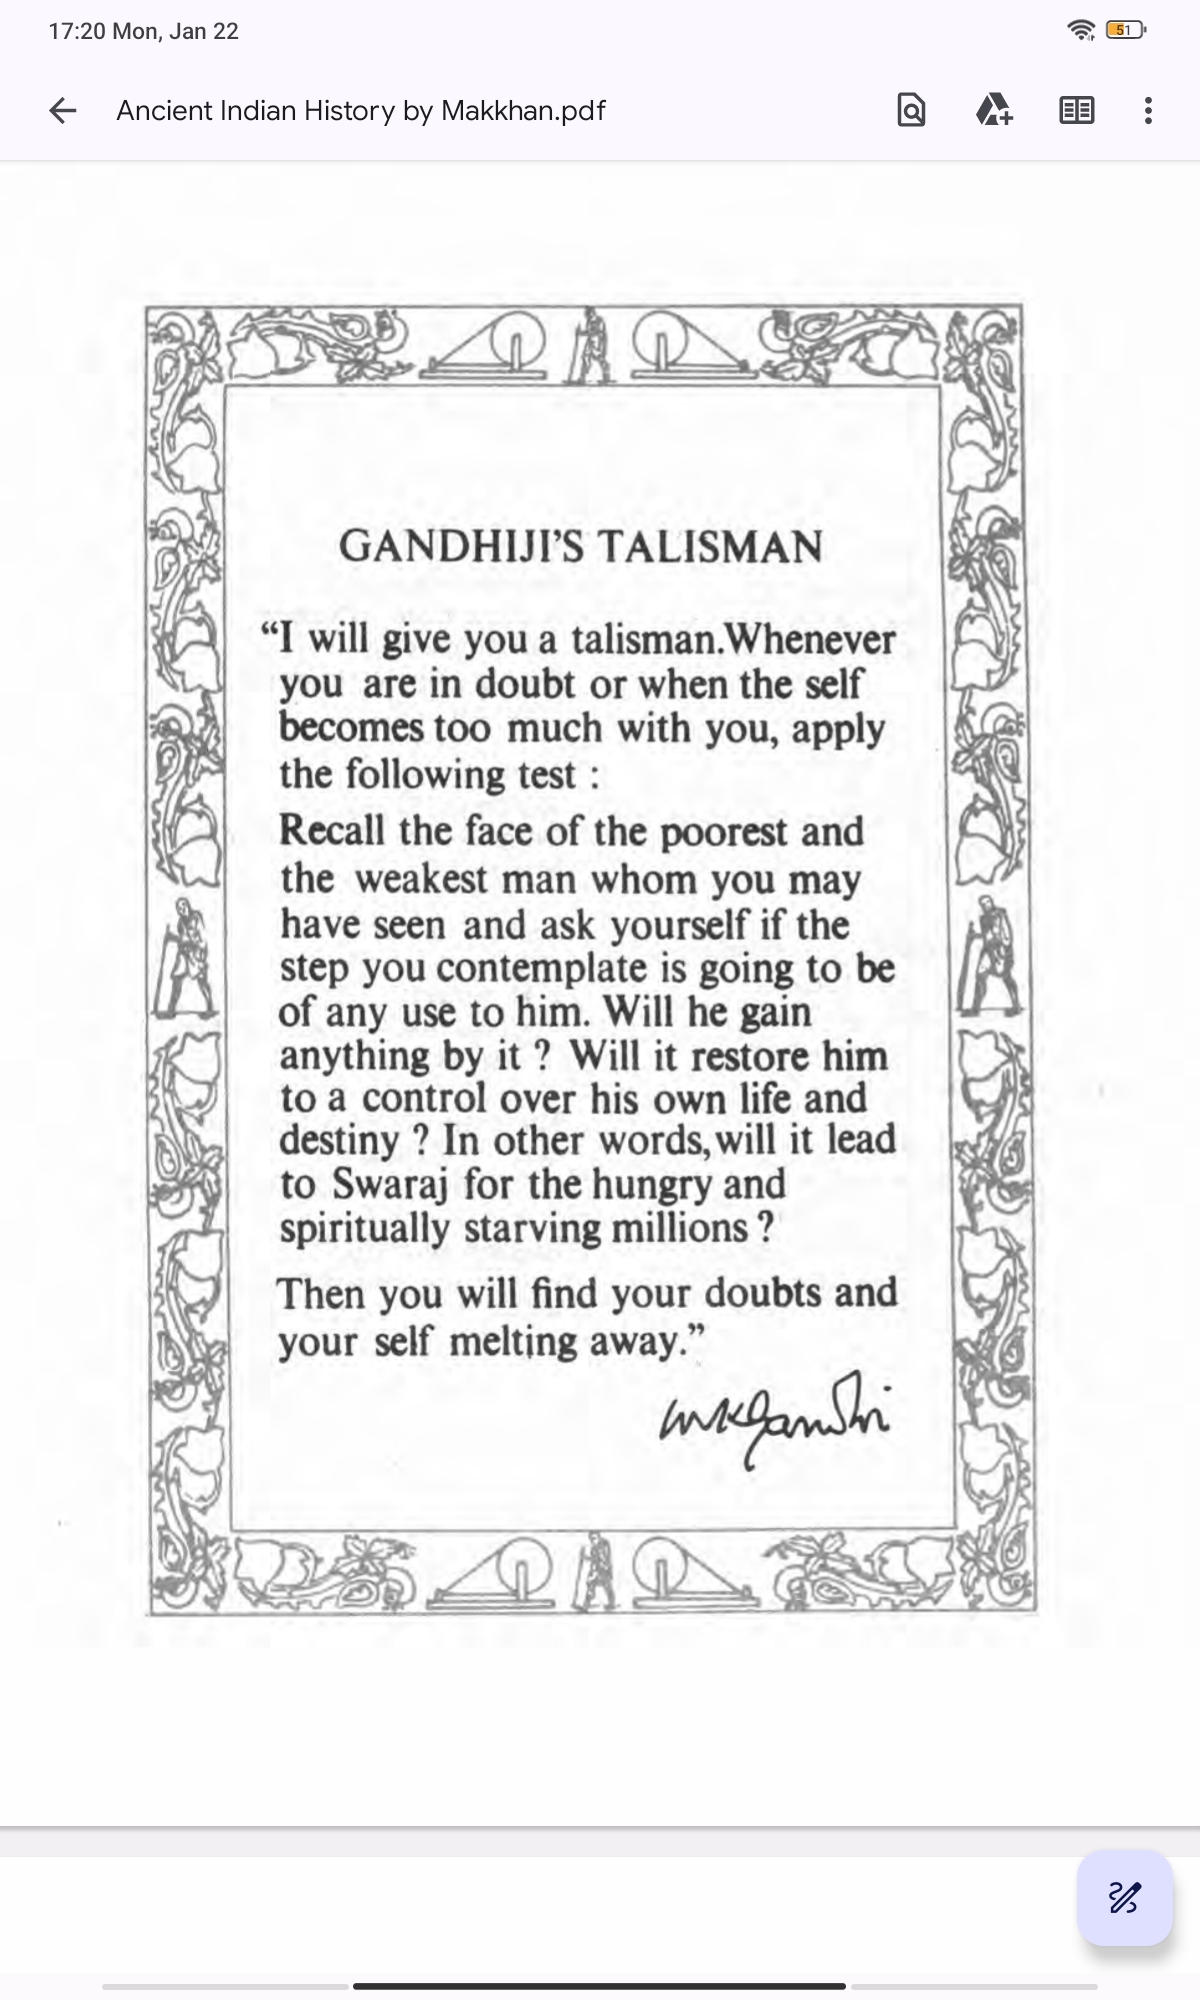 17:20 Mon, Jan 22
51
Ancient Indian History by Makkhan.pdf
GANDHIJI'S TALISMAN
“I will give you a talisman.Whenever
you are in doubt or when the self
becomes too much with you, apply
the following test :
Recall the face of the poorest and
the weakest man whom you may
have seen and ask yourself if the
step you contemplate is going to be
of any use to him. Will he gain
anything by it ? Will it restore him
to a control over his own life and
destiny ? In other words,will it lead
to Swaraj for the hungry and
spiritually starving millions ?
Then you will find your doubts and
your self melting away.”
mkgandhi